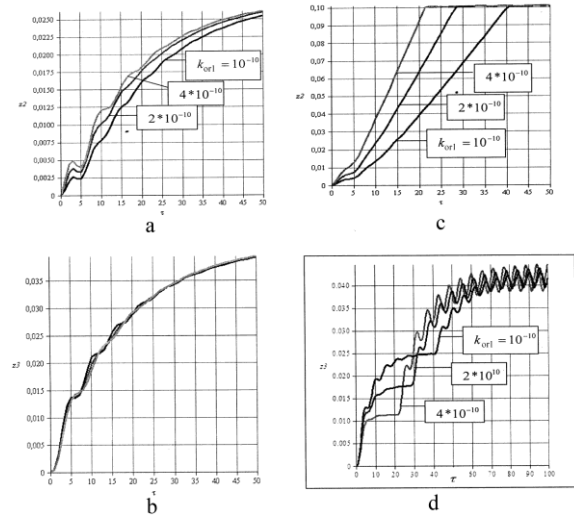 0,0250
0,0225
0,0200
0,0175
0,0150
0,0125
0,0100
0,0075
0,0050
0,0025
0,0000
z2
k_or1 = 10⁻¹⁰
4*10⁻¹⁰
2*10⁻¹⁰
0 5 10 15 20 25 30 35 40 45 50
τ
a
0,10
0,09
0,08
0,07
0,06
0,05
0,04
0,03
0,02
0,01
0,00
z2
4*10⁻¹⁰
2*10⁻¹⁰
k_or1 = 10⁻¹⁰
0 5 10 15 20 25 30 35 40 45 50
τ
c
0,035
0,030
0,025
0,020
0,015
0,010
0,005
0,000
z3
0 5 10 15 20 25 30 35 40 45 50
τ
b
0.040
0.035
0.030
0.025
0.020
0.015
0.010
0.005
0.000
z3
k_or1 = 10⁻¹⁰
2*10¹⁰
4*10⁻¹⁰
0 10 20 30 40 50 60 70 80 90 100
τ
d